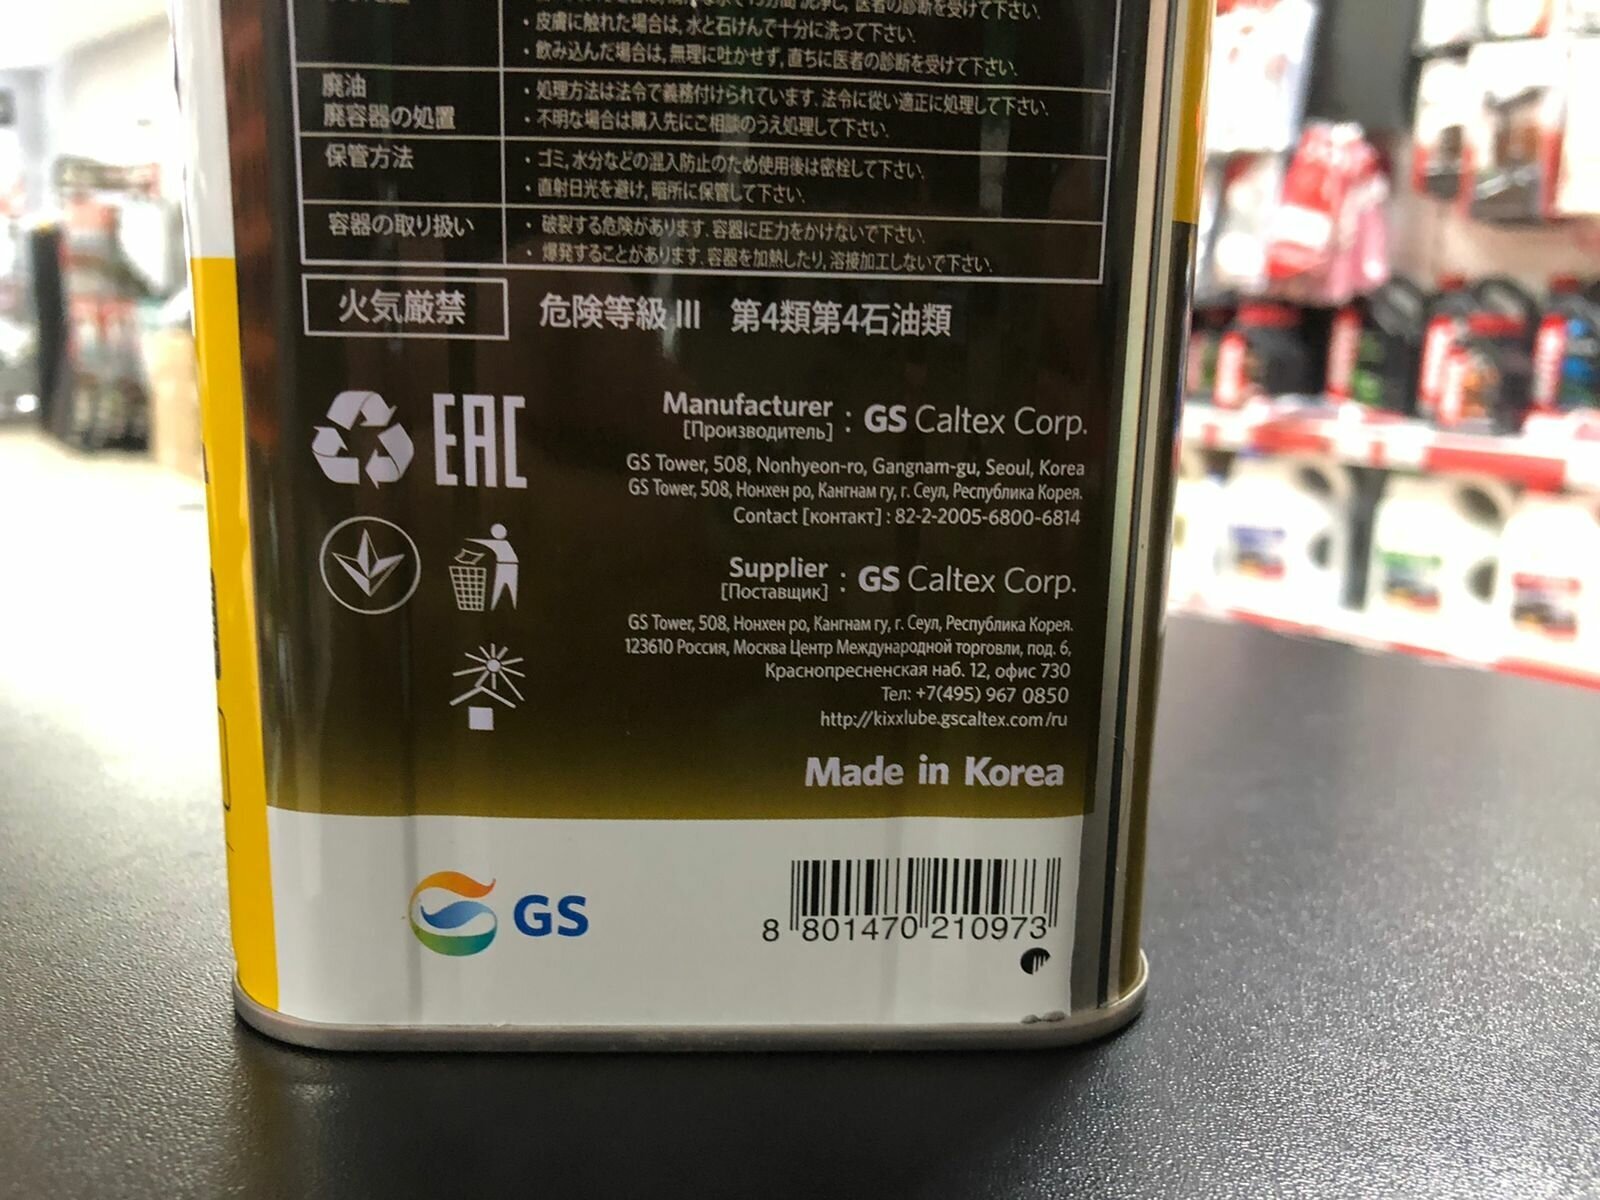 医者の診断を受けて下さい.
・皮膚に触れた場合は, 水と石けんで十分に洗って下さい.
・飲み込んだ場合は, 無理に吐かせず, 直ちに医者の診断を受けて下さい.
廃油
廃容器の処置
・処理方法は法令で義務付けられています. 法令に従い適正に処理して下さい.
・不明な場合は購入先にご相談のうえ処理して下さい.
保管方法
・ゴミ, 水分などの混入防止のため使用後は密栓して下さい.
・直射日光を避け, 暗所に保管して下さい.
容器の取り扱い
・破裂する危険があります. 容器に圧力をかけないで下さい.
・爆発することがあります. 容器を加熱したり, 溶接加工しないで下さい.
火気厳禁
危険等級 III 第4類第4石油類
EAC
Manufacturer : GS Caltex Corp.
[Производитель]
GS Tower, 508, Nonhyeon-ro, Gangnam-gu, Seoul, Korea
GS Tower, 508, Нонхен ро, Кангнам гу, г. Сеул, Республика Корея.
Contact [контакт] : 82-2-2005-6800-6814
Supplier : GS Caltex Corp.
[Поставщик]
GS Tower, 508, Нонхен ро, Кангнам гу, г. Сеул, Республика Корея.
123610 Россия, Москва Центр Международной торговли, под. 6,
Краснопресненская наб. 12, офис 730
Тел: +7(495) 967 0850
http://kixxlube.gscaltex.com/ru
Made in Korea
GS
8 801470 210973